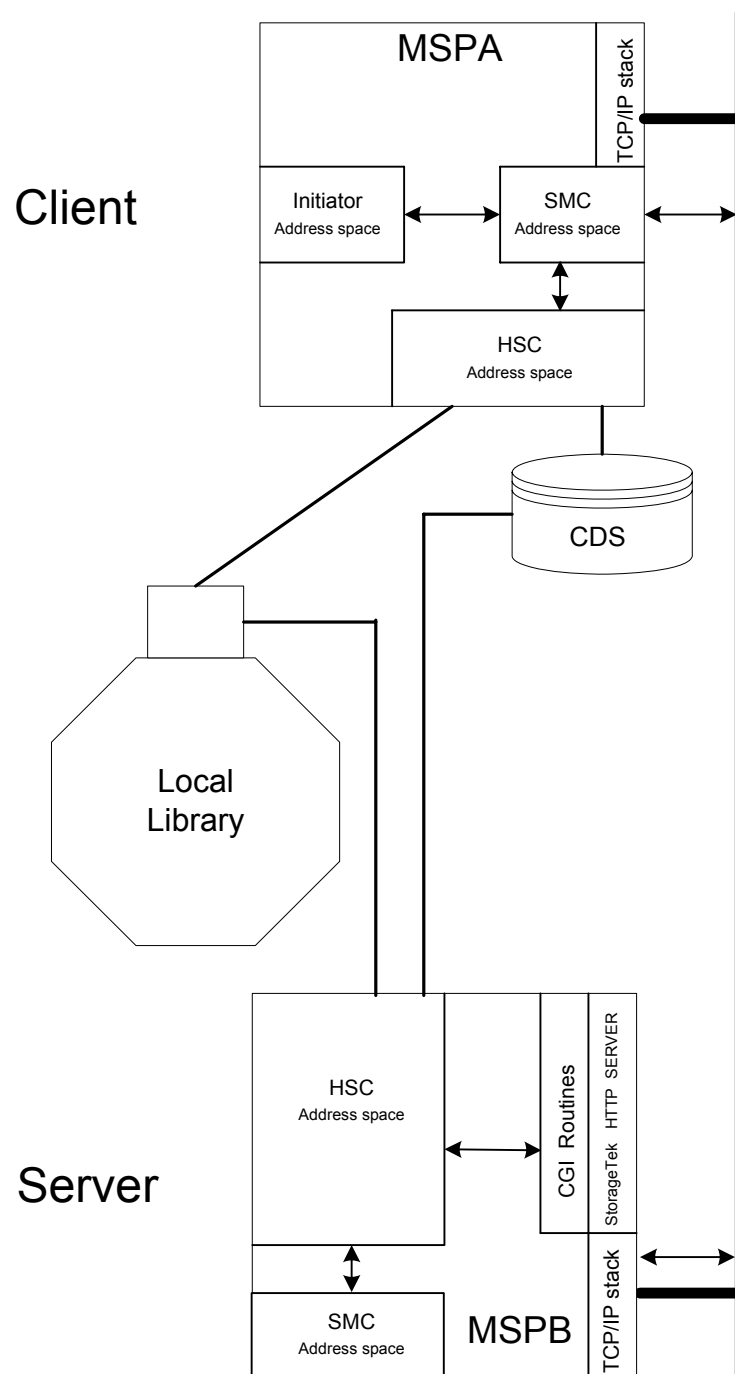 MSPA
TCP/IP stack
Client
Initiator
Address space
SMC
Address space
HSC
Address space
CDS
Local
Library
HSC
Address space
CGI Routines
StorageTek HTTP SERVER
Server
SMC
Address space
MSPB
TCP/IP stack